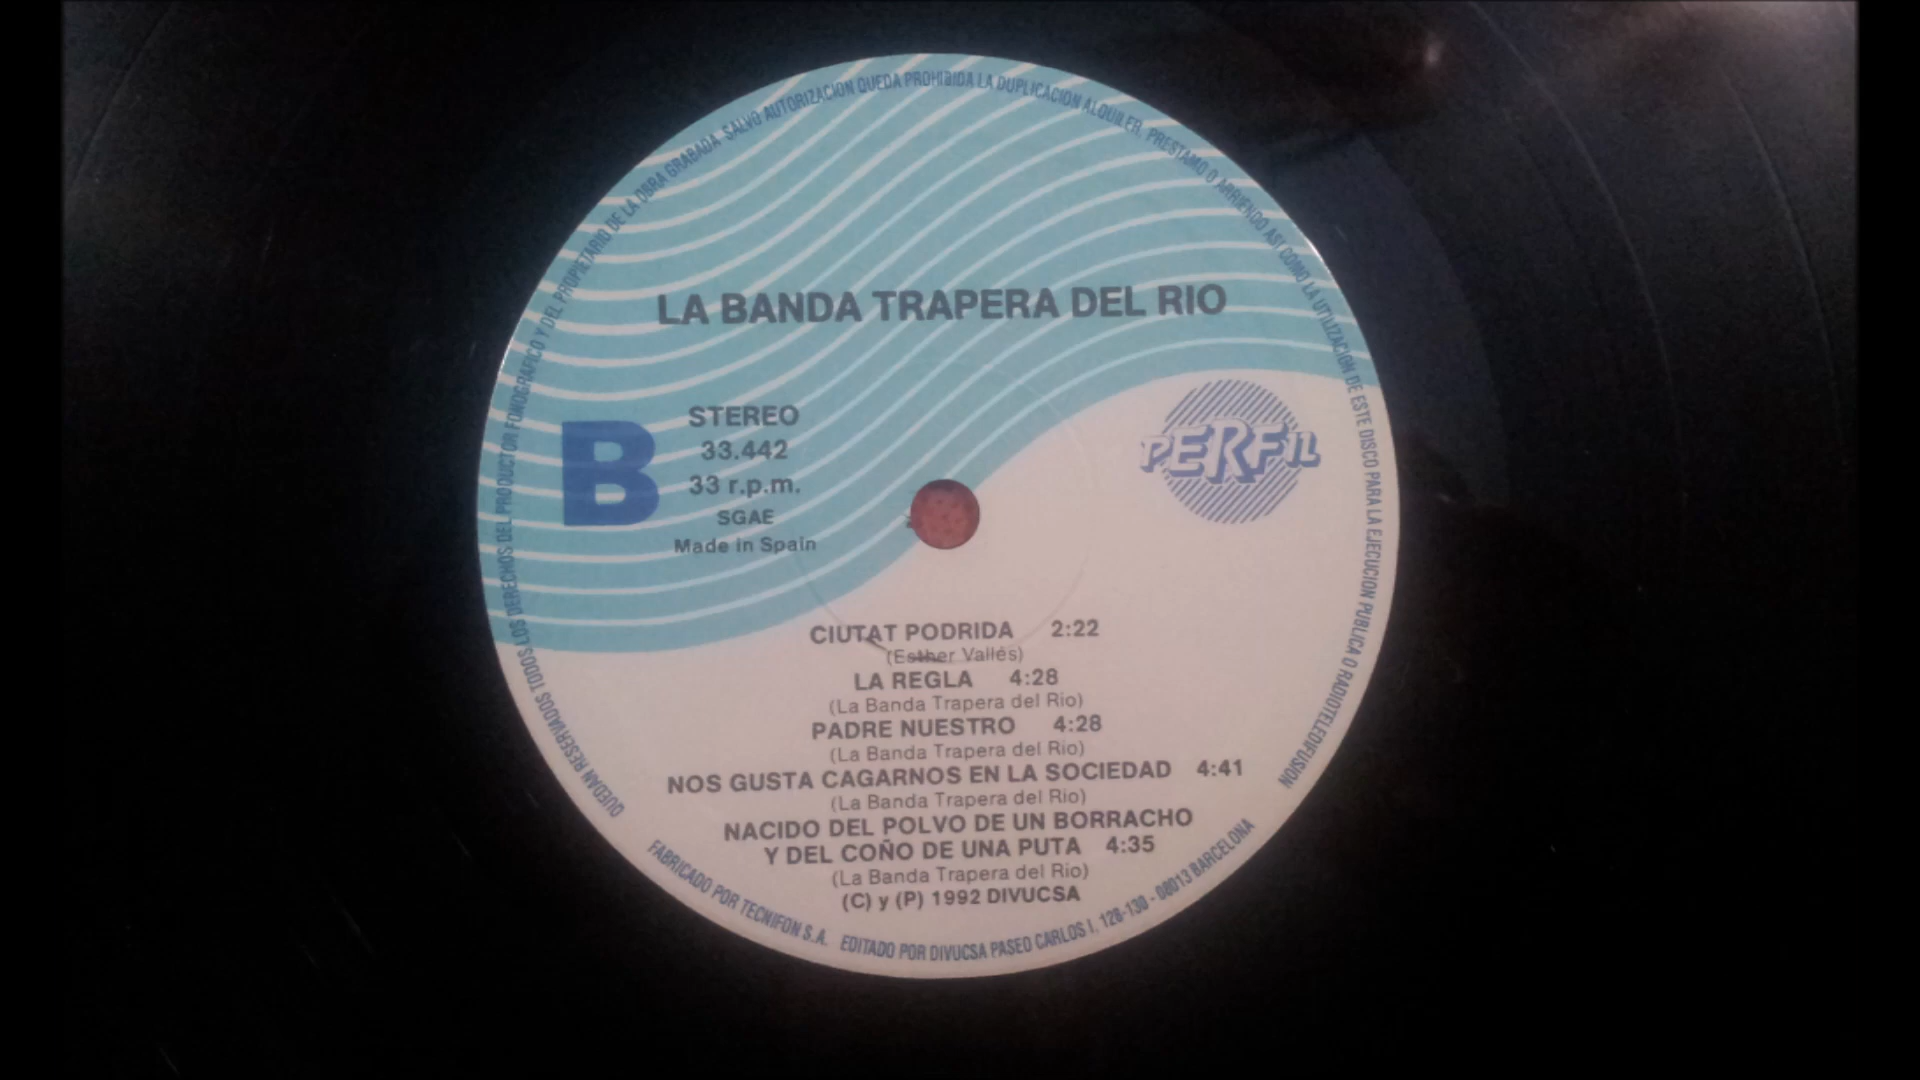 QUEDAN RESERVADOS TODOS LOS DERECHOS DEL PRODUCTOR FONOGRAFICO Y DEL PROPIETARIO DE LA OBRA GRABADA. SALVO AUTORIZACION QUEDA PROHIBIDA LA DUPLICACION ALQUILER, PRESTAMO O ARRIENDO ASI COMO LA UTILIZACION DE ESTE DISCO PARA LA EJECUCION PUBLICA O RADIOTELEDIFUSION
LA BANDA TRAPERA DEL RIO
B
STEREO
33.442
33 r.p.m.
SGAE
Made in Spain
PERFIL
CIUTAT PODRIDA 2:22
(Esther Vallés)
LA REGLA 4:28
(La Banda Trapera del Rio)
PADRE NUESTRO 4:28
(La Banda Trapera del Rio)
NOS GUSTA CAGARNOS EN LA SOCIEDAD 4:41
(La Banda Trapera del Rio)
NACIDO DEL POLVO DE UN BORRACHO
Y DEL COÑO DE UNA PUTA 4:35
(La Banda Trapera del Rio)
(C) y (P) 1992 DIVUCSA
FABRICADO POR TECNIFON S.A. EDITADO POR DIVUCSA PASEO CARLOS I, 126-130 - 08013 BARCELONA